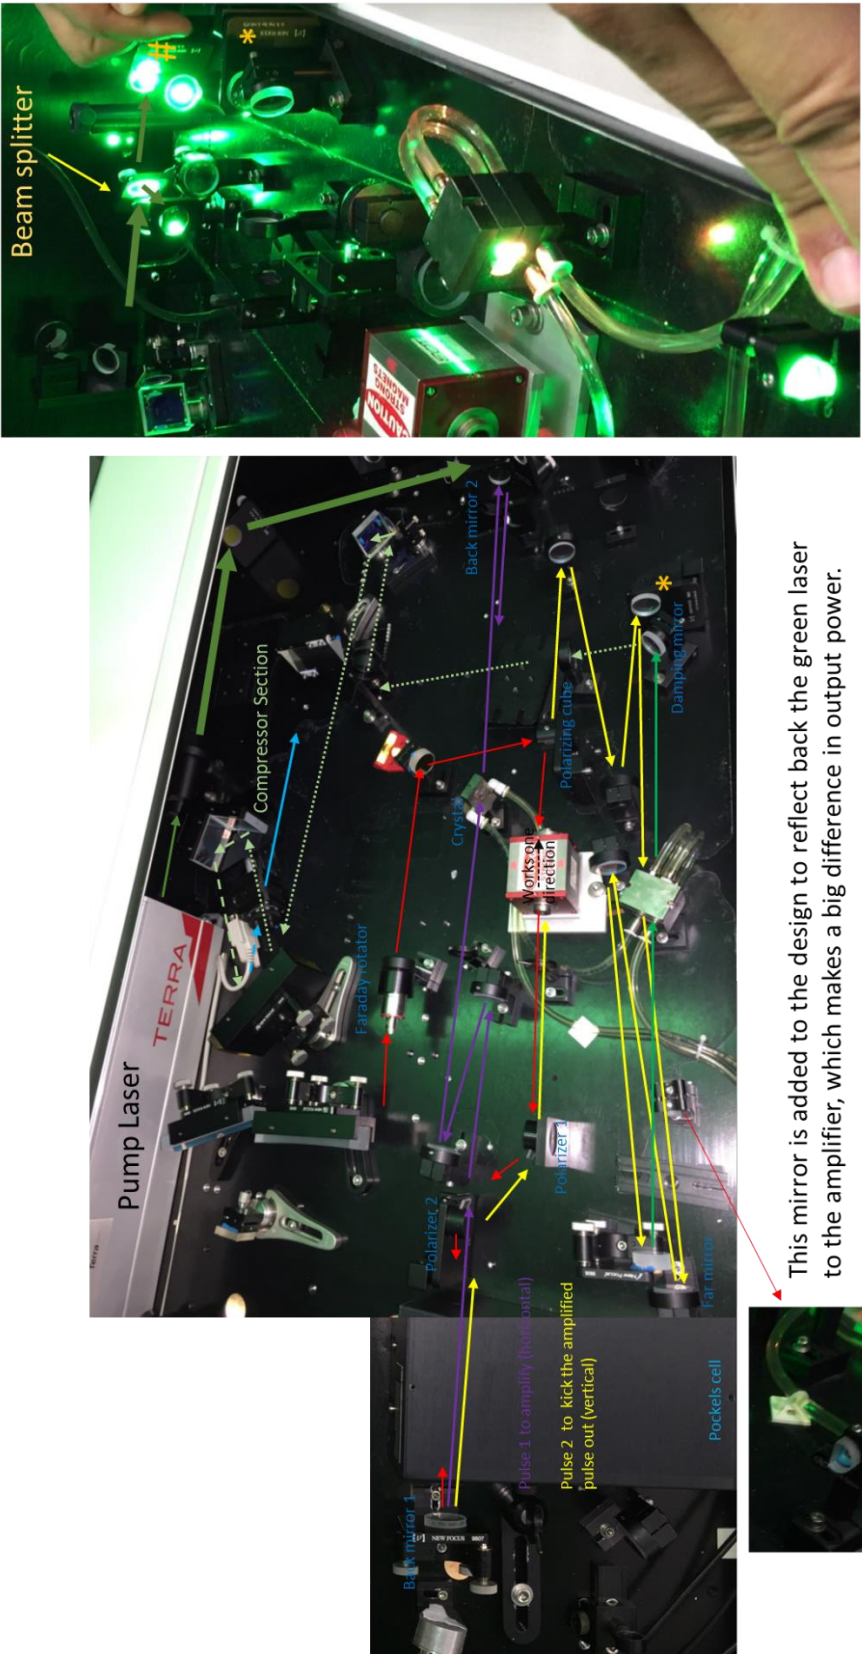 Beam splitter
#
*
CAUTION
STRONG
MAGNETS
Pump Laser
TERRA
Terra
Compressor Section
Back mirror 2
Faraday rotator
Crystal
Works one
direction
Polarizing cube
*
Damping mirror
Polarizer 2
Polarizer 1
Far mirror
Back mirror 1
NEW FOCUS 9807
Pulse 1 to amplify (horizontal)
Pulse 2 to kick the amplified
pulse out (vertical)
Pockels cell
This mirror is added to the design to reflect back the green laser
to the amplifier, which makes a big difference in output power.